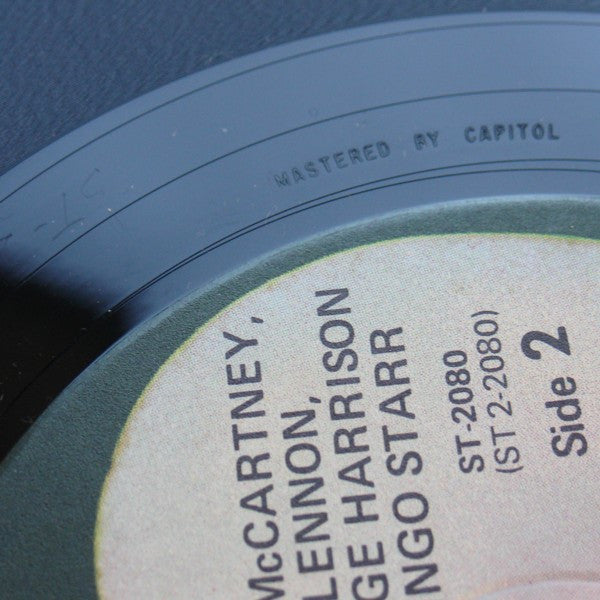 MASTERED BY CAPITOL
McCARTNEY,
LENNON,
GE HARRISON
NGO STARR
ST-2080
(ST 2-2080)
Side 2